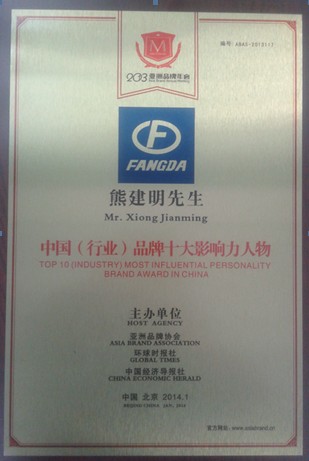 M
2013亚洲品牌年会
FANGDA
熊建明先生
Mr. Xiong Jianming
中国（行业）品牌十大影响力人物
TOP 10 (INDUSTRY) MOST INFLUENTIAL PERSONALITY
BRAND AWARD IN CHINA
主办单位
HOST AGENCY
亚洲品牌协会
ASIA BRAND ASSOCIATION
环球时报社
GLOBAL TIMES
中国经济导报社
CHINA ECONOMIC HERALD
中国 北京 2014.1